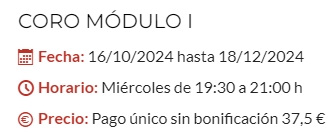 CORO MÓDULO I
Fecha: 16/10/2024 hasta 18/12/2024
Horario: Miércoles de 19:30 a 21:00 h
Precio: Pago único sin bonificación 37,5 €